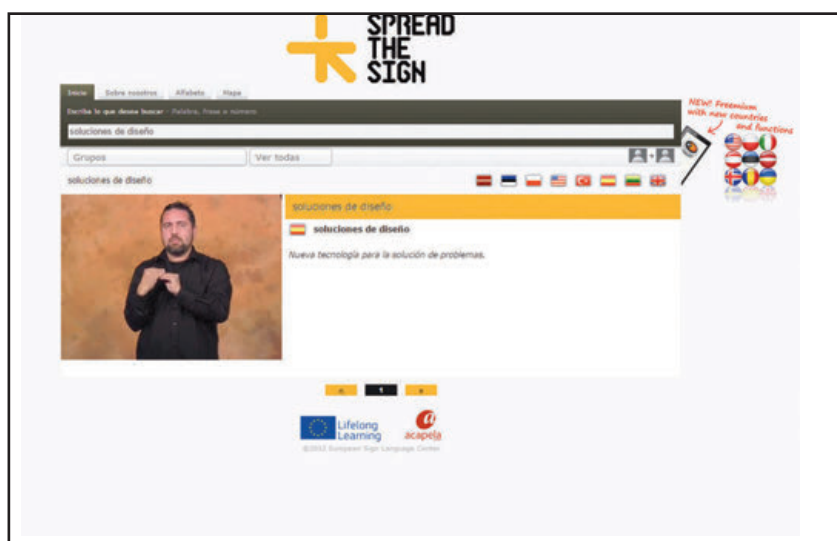 SPREAD
THE
SIGN
Inicio Sobre nosotros Alfabeto Mapa
Escriba lo que desea buscar - Palabra, frase o número
soluciones de diseño
NEW! Freemium
with new countries
and functions
Grupos Ver todas
soluciones de diseño
soluciones de diseño
soluciones de diseño
Nueva tecnología para la solución de problemas.
« 1 »
Lifelong
Learning
acapela
©2012 European Sign Language Center